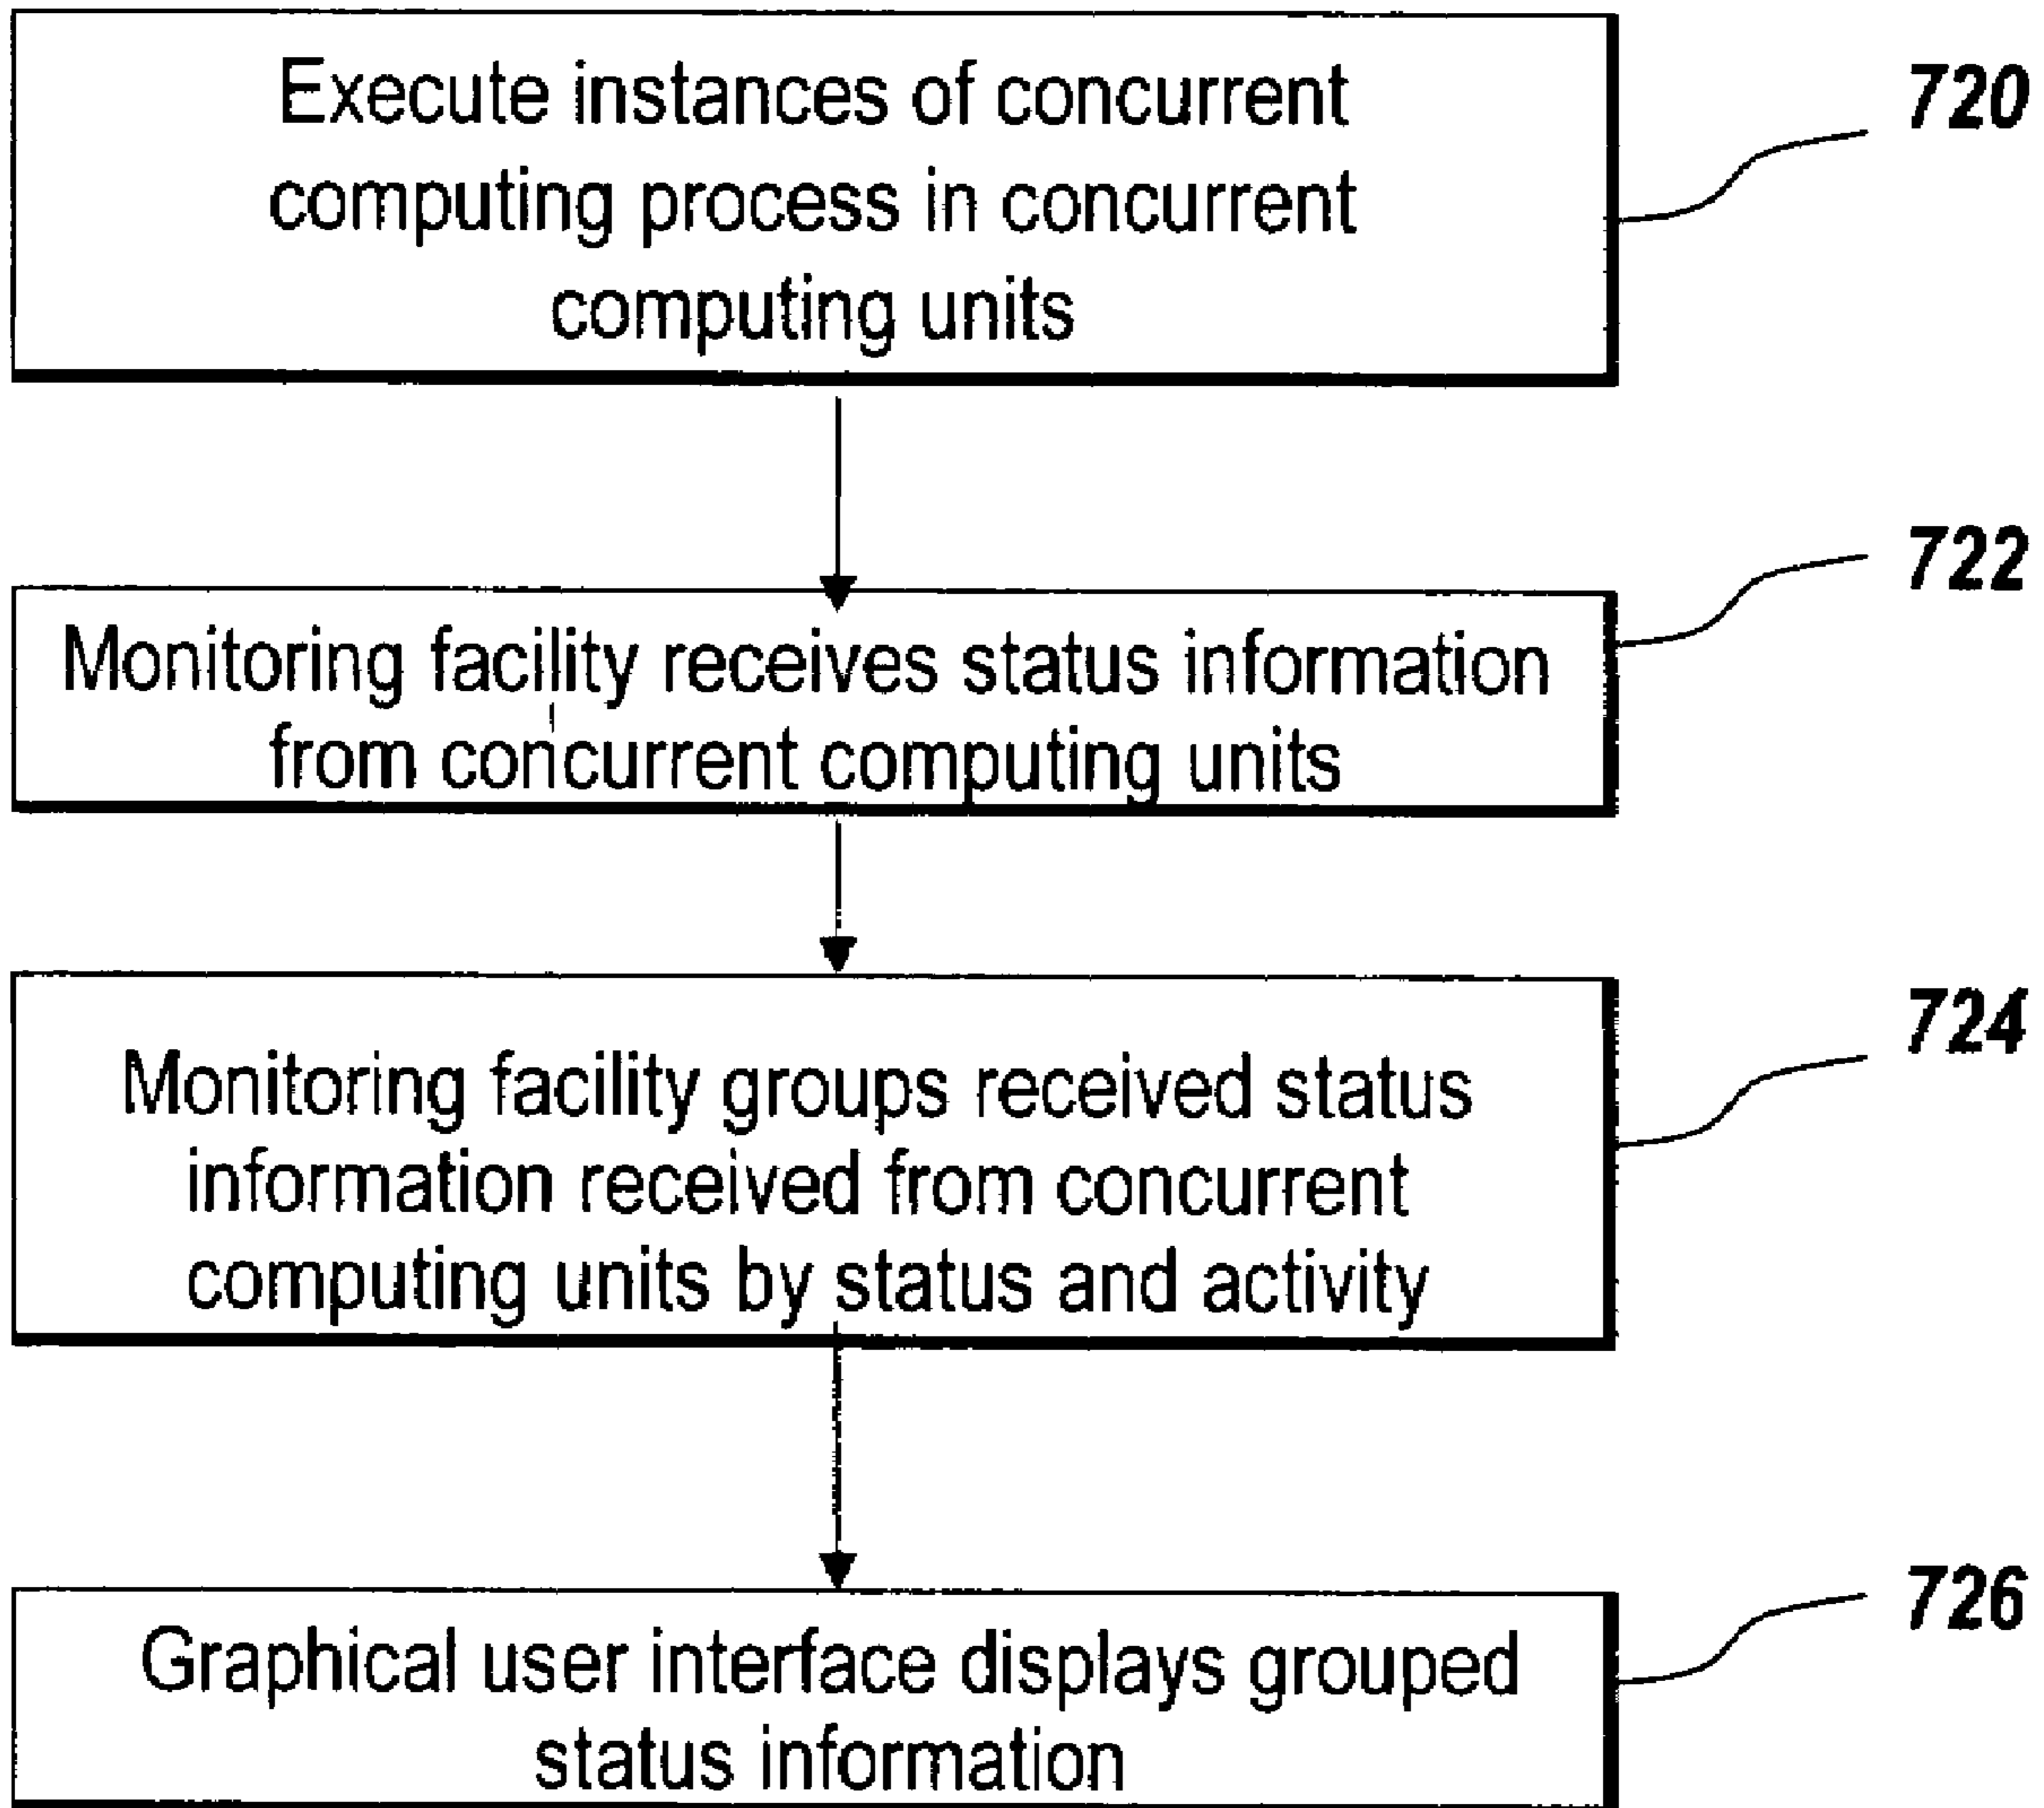 Execute instances of concurrent
computing process in concurrent
computing units
720
Monitoring facility receives status information
from concurrent computing units
722
Monitoring facility groups received status
information received from concurrent
computing units by status and activity
724
Graphical user interface displays grouped
status information
726